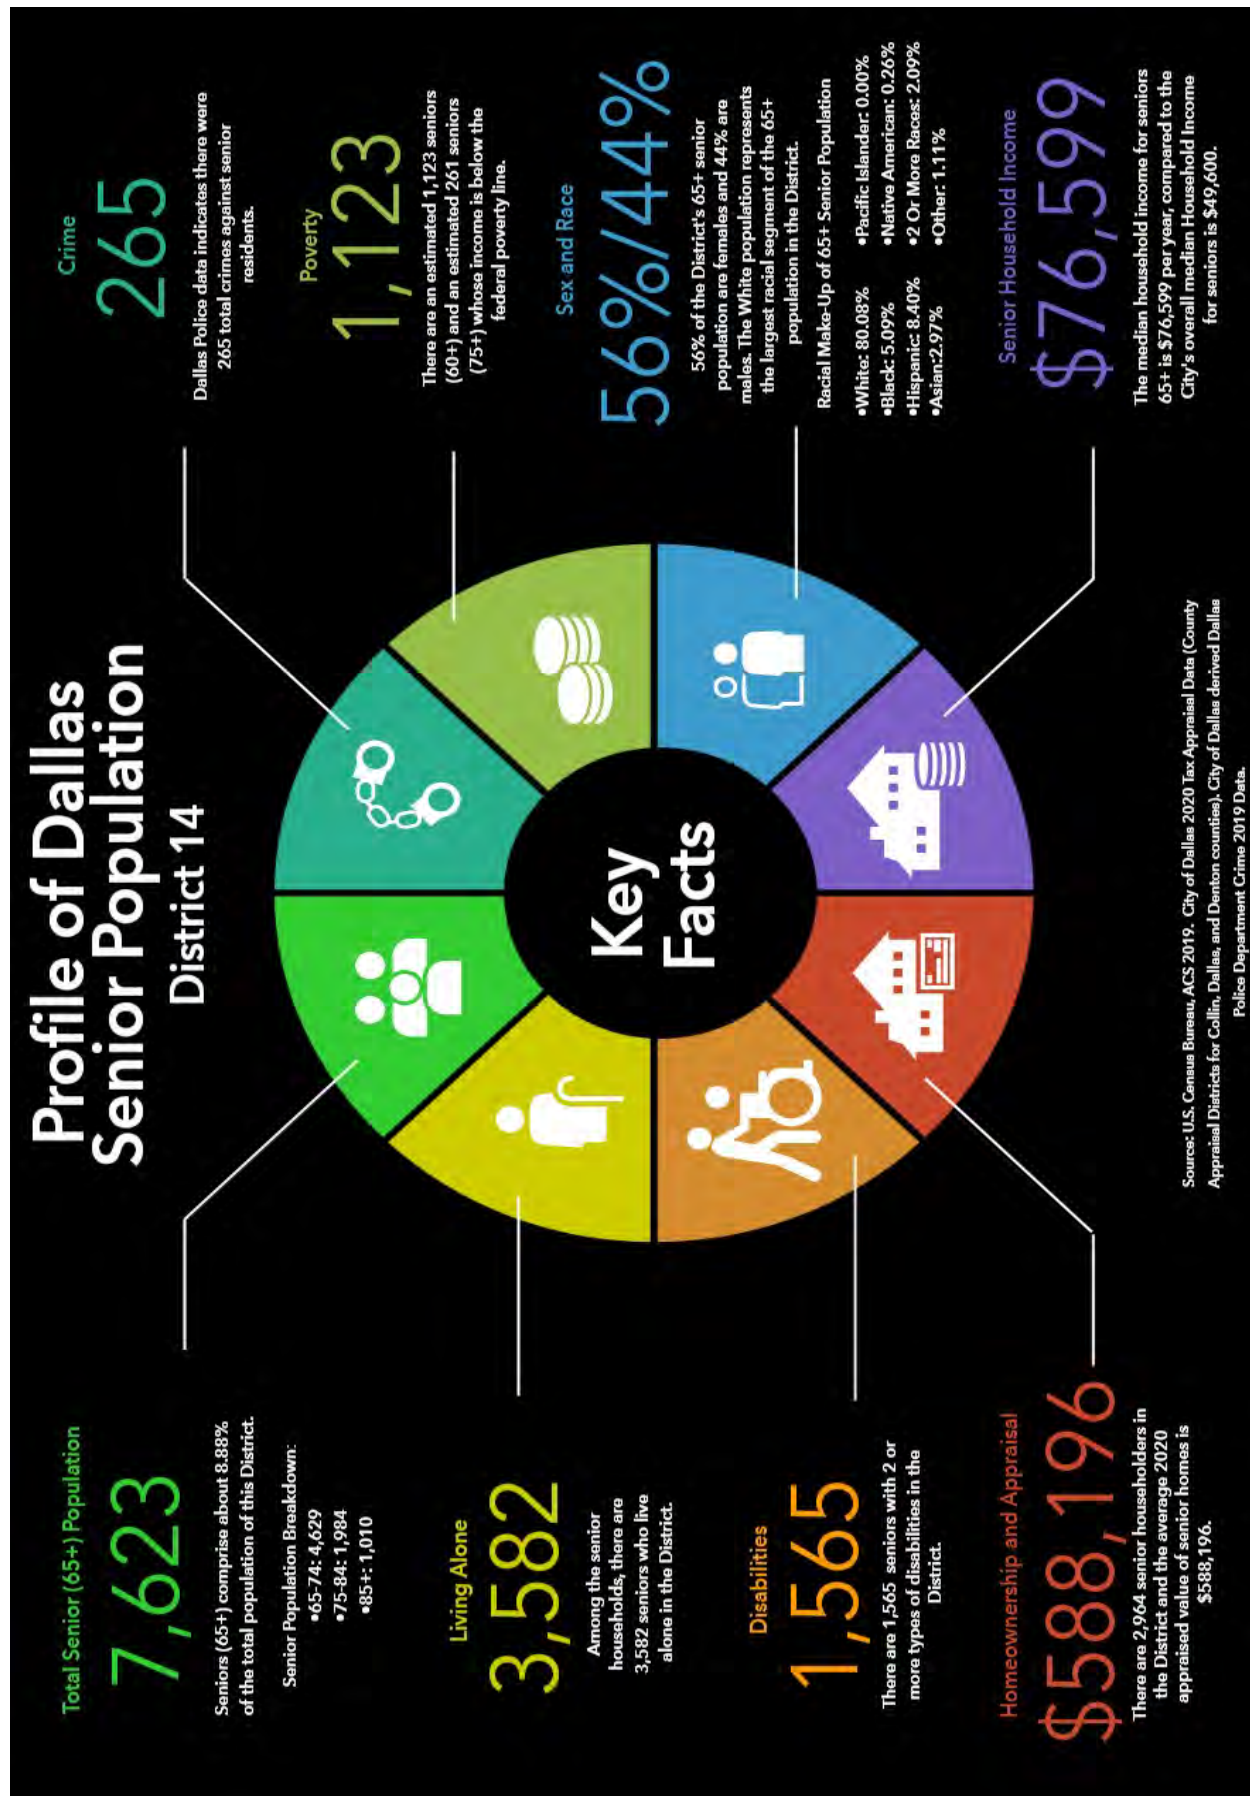 Profile of Dallas
Senior Population
District 14
Total Senior (65+) Population
7,623
Seniors (65+) comprise about 8.88%
of the total population of this District.
Senior Population Breakdown:
•65-74: 4,629
•75-84: 1,984
•85+: 1,010
Living Alone
3,582
Among the senior
households, there are
3,582 seniors who live
alone in the District.
Disabilities
1,565
There are 1,565 seniors with 2 or
more types of disabilities in the
District.
Homeownership and Appraisal
$588,196
There are 2,964 senior householders in
the District and the average 2020
appraised value of senior homes is
$588,196.
Key
Facts
Crime
265
Dallas Police data indicates there were
265 total crimes against senior
residents.
Poverty
1,123
There are an estimated 1,123 seniors
(60+) and an estimated 261 seniors
(75+) whose income is below the
federal poverty line.
Sex and Race
56%/44%
56% of the District's 65+ senior
population are females and 44% are
males. The White population represents
the largest racial segment of the 65+
population in the District.
Racial Make-Up of 65+ Senior Population
•White: 80.08%
•Black: 5.09%
•Hispanic: 8.40%
•Asian:2.97%
•Pacific Islander: 0.00%
•Native American: 0.26%
•2 Or More Races: 2.09%
•Other: 1.11%
Senior Household Income
$76,599
The median household income for seniors
65+ is $76,599 per year, compared to the
City's overall median Household Income
for seniors is $49,600.
Source: U.S. Census Bureau, ACS 2019. City of Dallas 2020 Tax Appraisal Data (County
Appraisal Districts for Collin, Dallas, and Denton counties). City of Dallas derived Dallas
Police Department Crime 2019 Data.